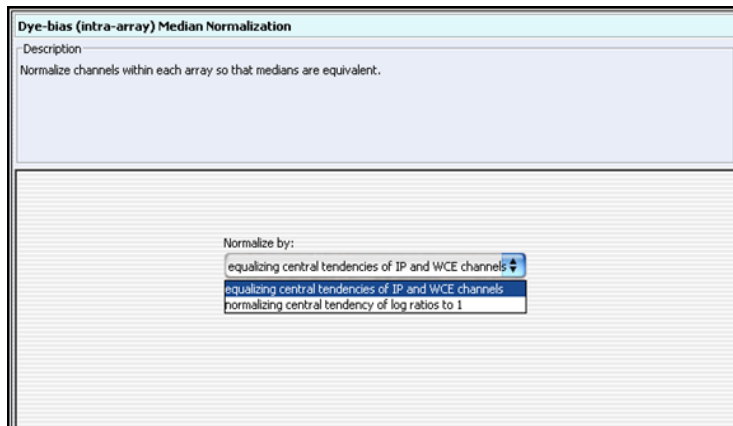 Dye-bias (intra-array) Median Normalization
Description
Normalize channels within each array so that medians are equivalent.
Normalize by:
equalizing central tendencies of IP and WCE channels
equalizing central tendencies of IP and WCE channels
normalizing central tendency of log ratios to 1